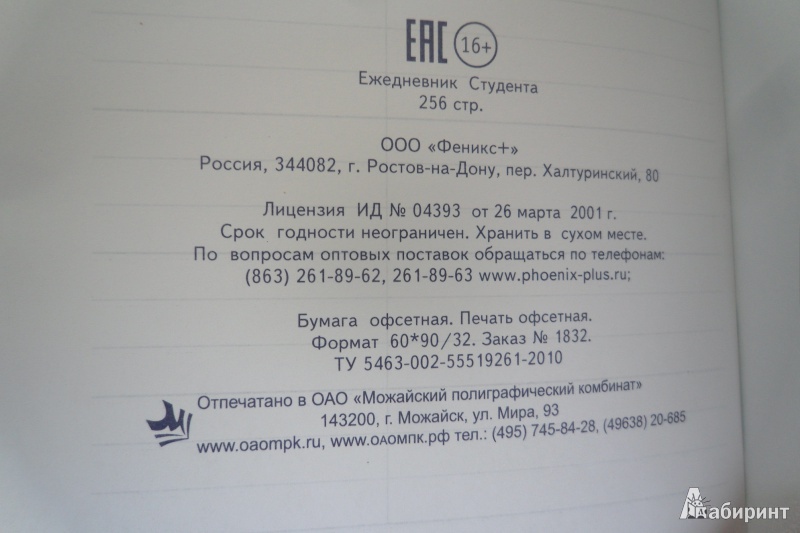 ЕАС 16+
Ежедневник Студента
256 стр.
ООО «Феникс+»
Россия, 344082, г. Ростов-на-Дону, пер. Халтуринский, 80
Лицензия ИД № 04393 от 26 марта 2001 г.
Срок годности неограничен. Хранить в сухом месте.
По вопросам оптовых поставок обращаться по телефонам:
(863) 261-89-62, 261-89-63 www.phoenix-plus.ru;
Бумага офсетная. Печать офсетная.
Формат 60*90/32. Заказ № 1832.
ТУ 5463-002-55519261-2010
Отпечатано в ОАО «Можайский полиграфический комбинат»
143200, г. Можайск, ул. Мира, 93
www.oaompk.ru, www.оаомпк.рф тел.: (495) 745-84-28, (49638) 20-685
Лабиринт